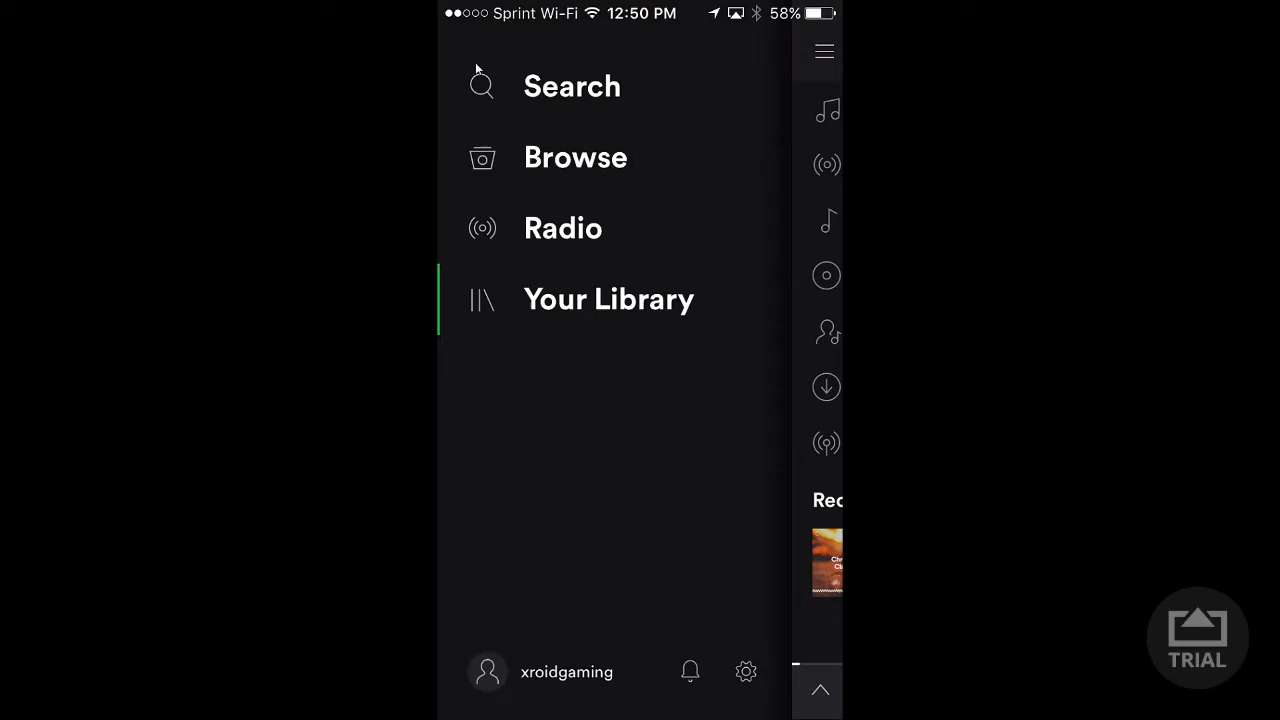 Sprint Wi-Fi 12:50 PM 58%
Search
Browse
Radio
Your Library
Rec
xroidgaming
TRIAL